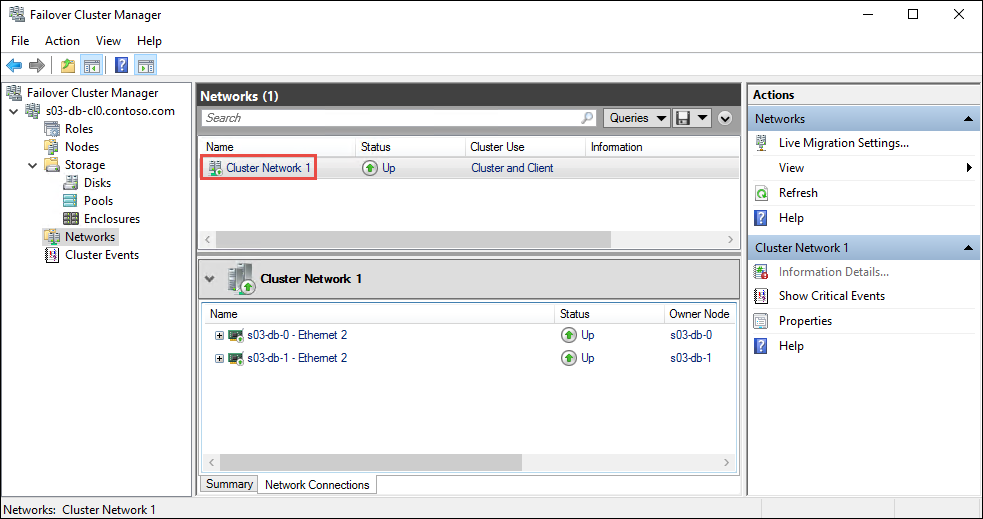 Failover Cluster Manager
File Action View Help
Failover Cluster Manager
s03-db-cl0.contoso.com
Roles
Nodes
Storage
Disks
Pools
Enclosures
Networks
Cluster Events
Networks (1)
Search
Queries
Name Status Cluster Use Information
Cluster Network 1 Up Cluster and Client
Cluster Network 1
Name Status Owner Node
s03-db-0 - Ethernet 2 Up s03-db-0
s03-db-1 - Ethernet 2 Up s03-db-1
Summary Network Connections
Actions
Networks
Live Migration Settings...
View
Refresh
Help
Cluster Network 1
Information Details...
Show Critical Events
Properties
Help
Networks: Cluster Network 1